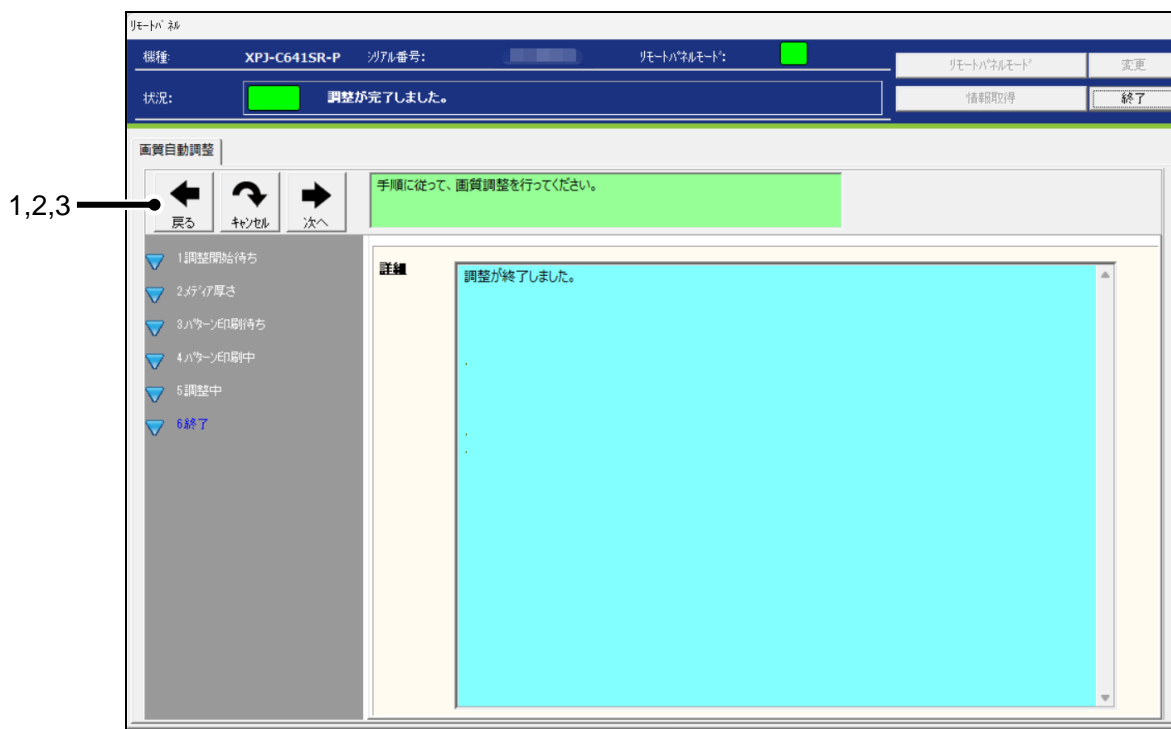 リモートパネル
機種: XPJ-C641SR-P シリアル番号: リモートパネルモード:
リモートパネルモード 変更
状況: 調整が完了しました。
情報取得 終了
画質自動調整
手順に従って、画質調整を行ってください。
1,2,3
戻る キャンセル 次へ
1.調整開始待ち
2.メディア厚さ
3.パターン印刷待ち
4.パターン印刷中
5.調整中
6.終了
詳細
調整が終了しました。
.
.
.